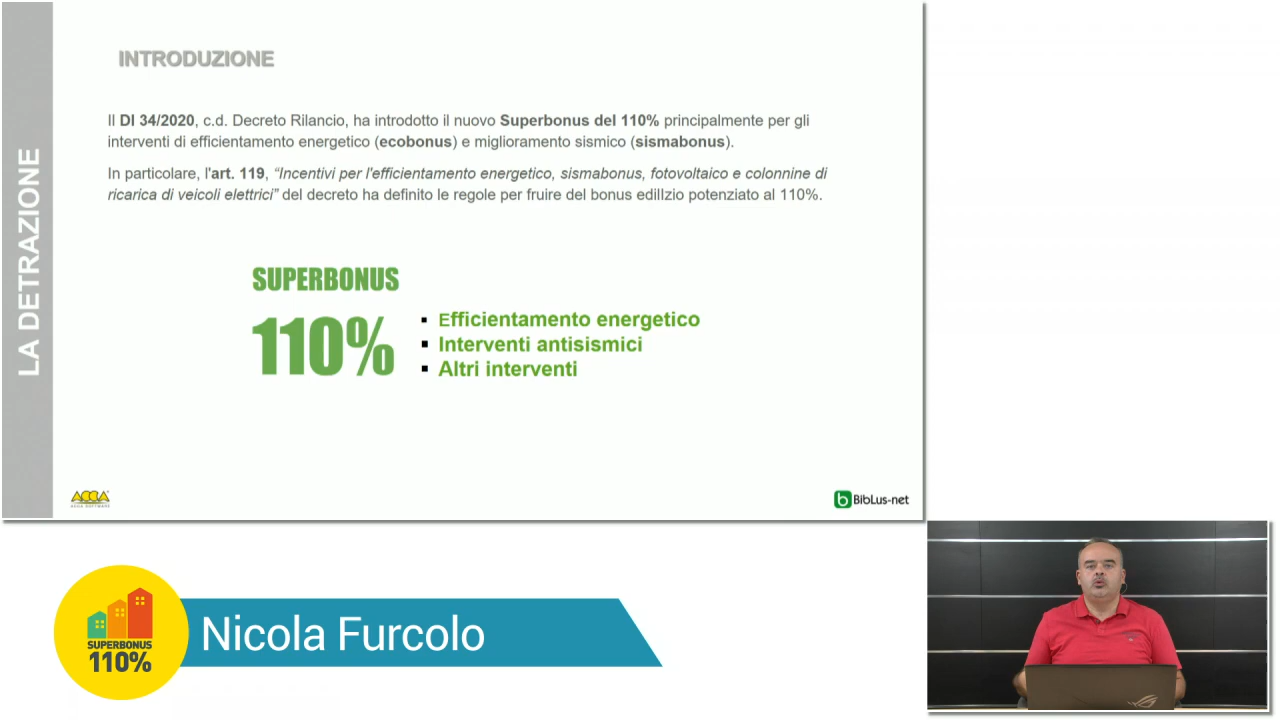 LA DETRAZIONE
INTRODUZIONE
Il Dl 34/2020, c.d. Decreto Rilancio, ha introdotto il nuovo Superbonus del 110% principalmente per gli
interventi di efficientamento energetico (ecobonus) e miglioramento sismico (sismabonus).
In particolare, l'art. 119, “Incentivi per l'efficientamento energetico, sismabonus, fotovoltaico e colonnine di
ricarica di veicoli elettrici” del decreto ha definito le regole per fruire del bonus edilIzio potenziato al 110%.
SUPERBONUS
110%
▪ Efficientamento energetico
▪ Interventi antisismici
▪ Altri interventi
ACCA
ACCA SOFTWARE
b BibLus-net
SUPERBONUS
110%
Nicola Furcolo